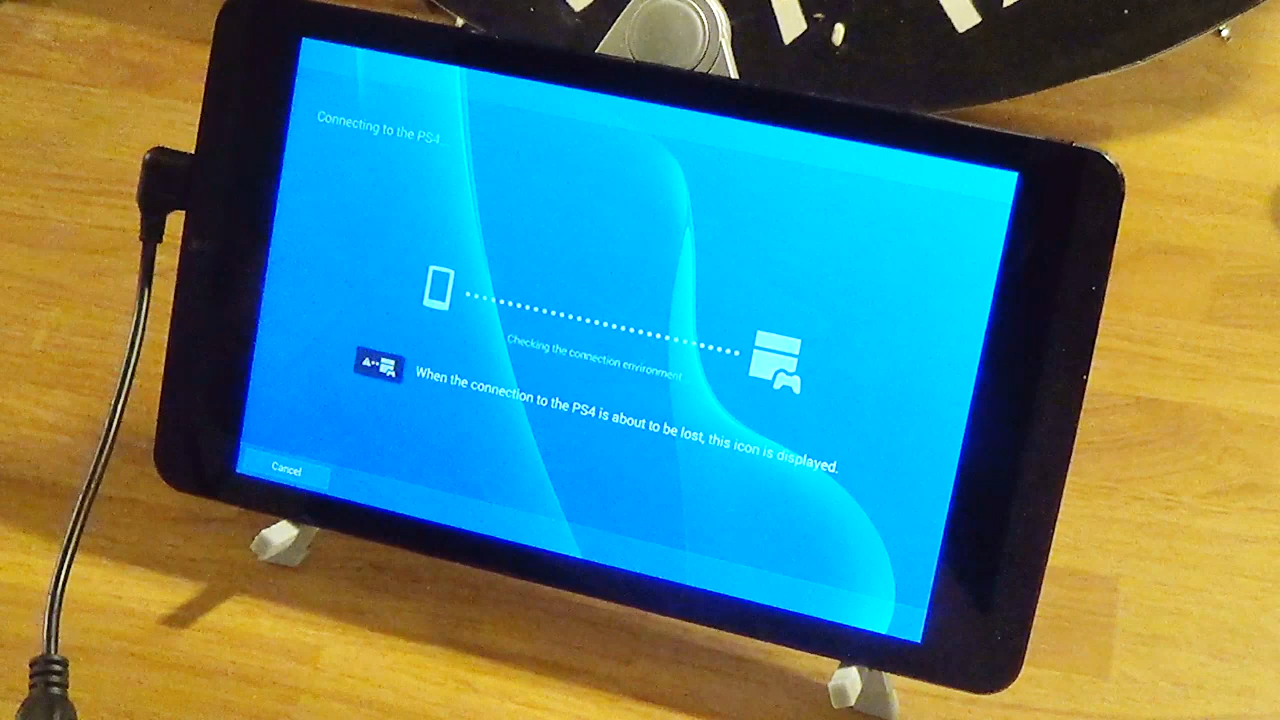 Connecting to the PS4...
Checking the connection environment...
When the connection to the PS4 is about to be lost, this icon is displayed.
Cancel